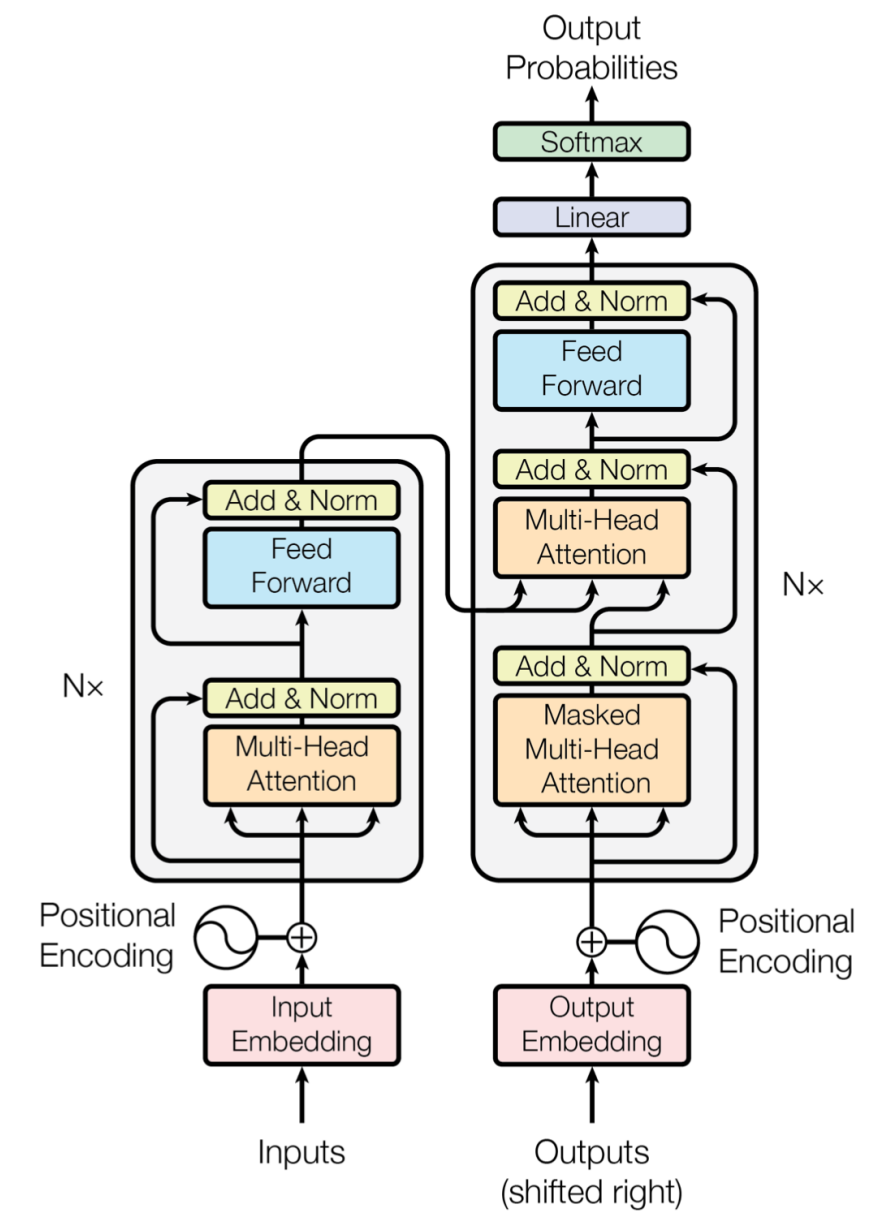 Output
Probabilities
Softmax
Linear
Add & Norm
Feed
Forward
Add & Norm
Multi-Head
Attention
Add & Norm
Masked
Multi-Head
Attention
N×
Add & Norm
Feed
Forward
Add & Norm
Multi-Head
Attention
N×
Positional
Encoding
Positional
Encoding
Input
Embedding
Output
Embedding
Inputs
Outputs
(shifted right)